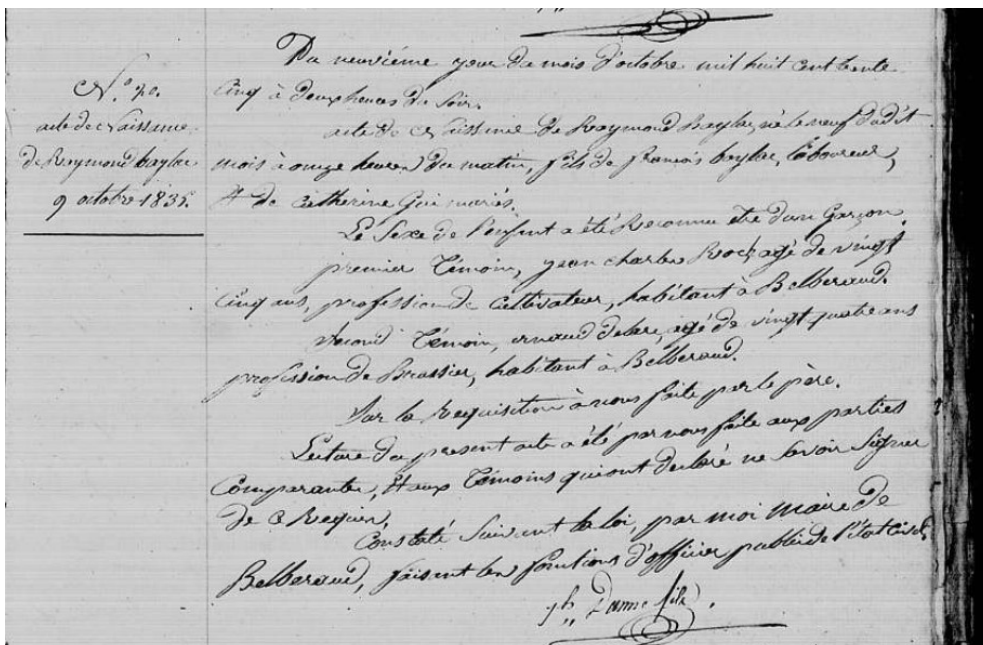 N.º 20.
acte de Naissance
de Raymond baylac
9 octobre 1835.
Du neuvième jour du mois d'octobre mil huit cent trente
cinq à deux heures du soir.
acte de Naissance de Raymond Baylac, né le neuf dudit
mois à onze heures du matin, fils de françois baylac, laboureur,
Et de Catherine Gui mariés.
Le Sexe de l'enfant a été Reconnu être d'un Garçon
premier Témoin, jean charles Roch agé de vingt
cinq ans, profession de Cultivateur, habitant à Belberaud.
Second Témoin, arnaud agé de vingt quatre ans
profession de Brassier, habitant à Belberaud.
Sur la Requisition à nous faite par le père.
Lecture du present acte a été par nous faite aux parties
Comparantes, Et aux Témoins qui ont declaré ne Savoir Signer
de ce Requis.
Constaté Suivant la loi, par moi Maire de
Belberaud, faisant les fonctions d'officier public de l'état civil
fils